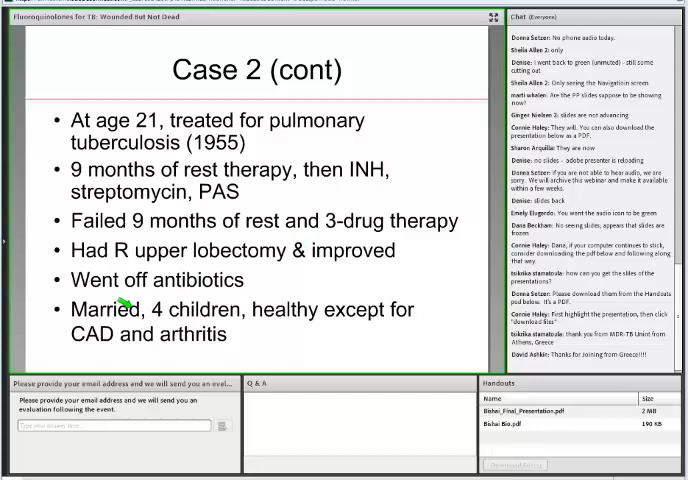 Fluoroquinolones for TB: Wounded But Not Dead
Case 2 (cont)
• At age 21, treated for pulmonary
tuberculosis (1955)
• 9 months of rest therapy, then INH,
streptomycin, PAS
• Failed 9 months of rest and 3-drug therapy
• Had R upper lobectomy & improved
• Went off antibiotics
• Married, 4 children, healthy except for
CAD and arthritis
Chat (Everyone)
Donna Setzer: No phone audio today.
Sheila Allen 2: only
Denise: I went back to green (unmuted) - still some
cutting out
Sheila Allen 2: Only seeing the Navigatioin screen
marti whalen: Are the PP slides suppose to be showing
now?
Ginger Nielsen 2: slides are not advancing
Connie Haley: They will. You can also download the
presentation below as a PDF.
Sharon Arquilla: They are now
Denise: no slides - adobe presenter is reloading
Donna Setzer: If you are not able to hear audio, we are
sorry. We will archive this webinar and make it available
within a few weeks.
Denise: slides back
Emely Elugerdo: You want the audio icon to be green
Dana Beckham: No seeing slides; appears that slides are
frozen
Connie Haley: Dana, if your computer continues to stick,
consider downloading the pdf below and following along
that way.
tsikrika stamatoula: how can you get the slides of the
presentations?
Donna Setzer: Please download them from the Handouts
pod below. It's a PDF.
Connie Haley: First highlight the presentation, then click
"download files"
tsikrika stamatoula: thank you from MDR-TB Unint from
Athens, Greece
David Ashkin: Thanks for Joining from Greece!!!!
Please provide your email address and we will send you an eval...
Please provide your email address and we will send you an
evaluation following the event.
Type your answer here...
Q & A
Handouts
Name Size
Bishai_Final_Presentation.pdf 2 MB
Bishai Bio.pdf 190 KB
Download File(s)